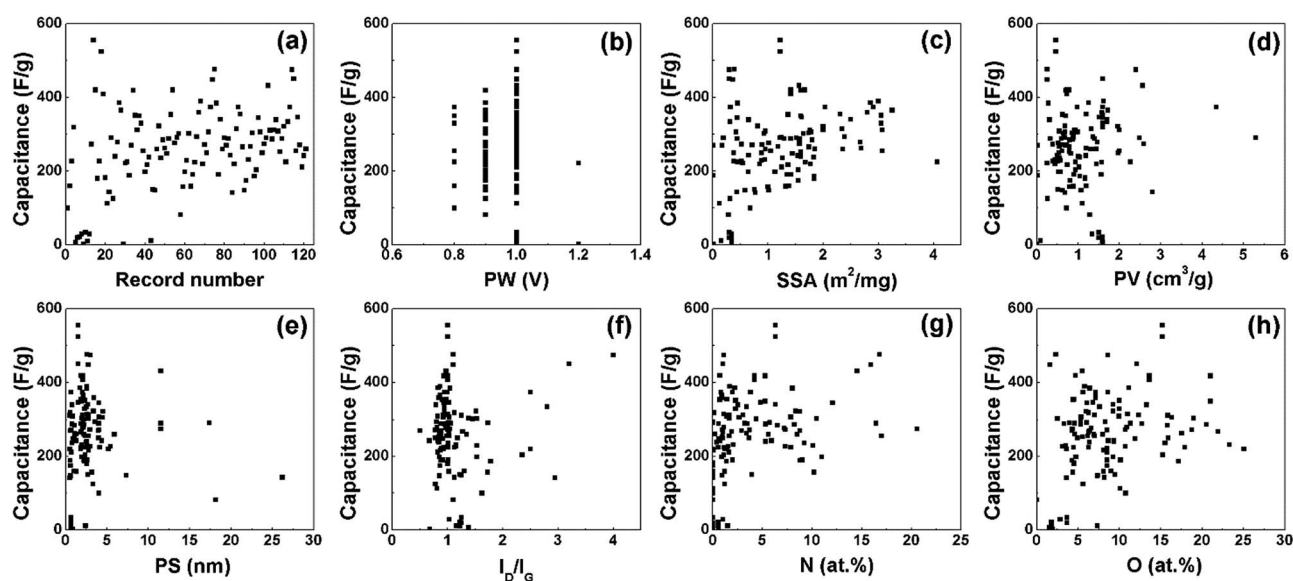 600
400
200
0
Capacitance (F/g)
(a)
0 20 40 60 80 100 120
Record number
600
400
200
0
Capacitance (F/g)
(b)
0.6 0.8 1.0 1.2 1.4
PW (V)
600
400
200
0
Capacitance (F/g)
(c)
0 1 2 3 4
SSA (m²/mg)
600
400
200
0
Capacitance (F/g)
(d)
0 1 2 3 4 5 6
PV (cm³/g)
600
400
200
0
Capacitance (F/g)
(e)
0 5 10 15 20 25 30
PS (nm)
600
400
200
0
Capacitance (F/g)
(f)
0 1 2 3 4
I_D/I_G
600
400
200
0
Capacitance (F/g)
(g)
0 5 10 15 20 25
N (at.%)
600
400
200
0
Capacitance (F/g)
(h)
0 5 10 15 20 25 30
O (at.%)